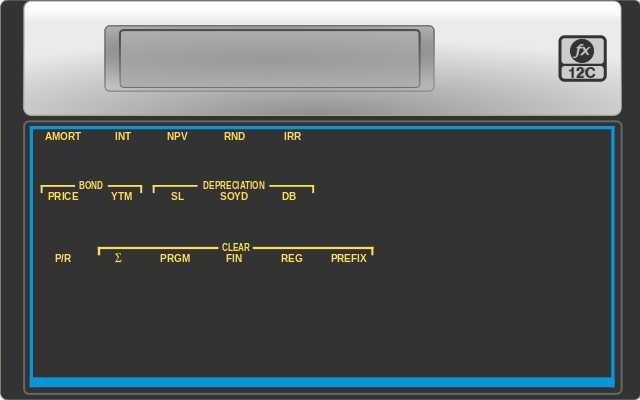 fx
12C
AMORT INT NPV RND IRR
BOND DEPRECIATION
PRICE YTM SL SOYD DB
CLEAR
P/R Σ PRGM FIN REG PREFIX